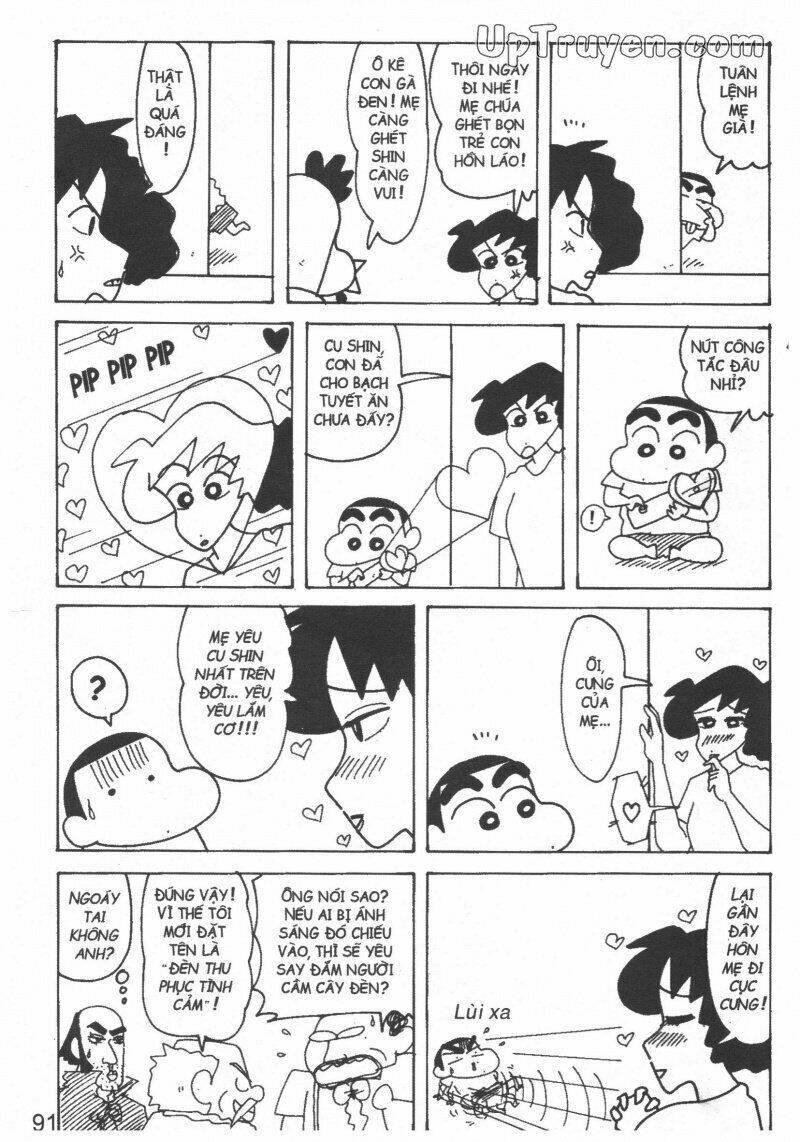 UpTruyen.com
TUÂN
LỆNH
MẸ
GIÀ!
THÔI NGAY
ĐI NHÉ!
MẸ CHÚA
GHÉT BỌN
TRẺ CON
HỖN LÁO!
Ô KÊ
CON GÀ
ĐEN! MẸ
CÀNG
GHÉT
SHIN
CÀNG
VUI!
THẬT
LÀ
QUÁ
ĐÁNG
!
NÚT CÔNG
TẮC ĐÂU
NHỈ?
!
CU SHIN,
CON ĐÃ
CHO BẠCH
TUYẾT ĂN
CHƯA ĐẤY?
PIP PIP PIP
ÔI,
CƯNG
CỦA
MẸ...
MẸ YÊU
CU SHIN
NHẤT TRÊN
ĐỜI... YÊU,
YÊU LẮM
CƠ!!!
?
LẠI
GẦN
ĐÂY
HÔN
MẸ ĐI
CỤC
CƯNG!
Lùi xa
ÔNG NÓI SAO?
NẾU AI BỊ ÁNH
SÁNG ĐÓ CHIẾU
VÀO, THÌ SẼ YÊU
SAY ĐẮM NGƯỜI
CẦM CÂY ĐÈN?
ĐÚNG VẬY!
VÌ THẾ TÔI
MỚI ĐẶT
TÊN LÀ
"ĐÈN THU
PHỤC TÌNH
CẢM"!
NGOÁY
TAI
KHÔNG
ANH?
91